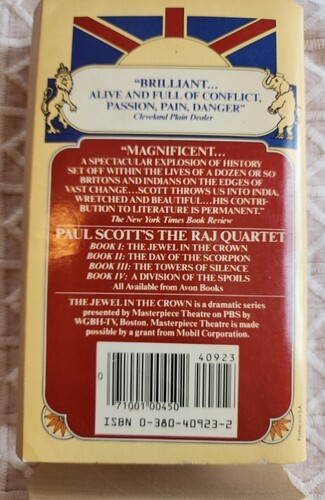 "BRILLIANT...
ALIVE AND FULL OF CONFLICT,
PASSION, PAIN, DANGER"
Cleveland Plain Dealer
"MAGNIFICENT...
A SPECTACULAR EXPLOSION OF HISTORY
SET OFF WITHIN THE LIVES OF A DOZEN OR SO
BRITONS AND INDIANS ON THE EDGES OF
VAST CHANGE...SCOTT THROWS US INTO INDIA.
WRETCHED AND BEAUTIFUL...HIS CONTRI-
BUTION TO LITERATURE IS PERMANENT."
The New York Times Book Review
PAUL SCOTT'S THE RAJ QUARTET
BOOK I: THE JEWEL IN THE CROWN
BOOK II: THE DAY OF THE SCORPION
BOOK III: THE TOWERS OF SILENCE
BOOK IV: A DIVISION OF THE SPOILS
All Available from Avon Books
THE JEWEL IN THE CROWN is a dramatic series
presented by Masterpiece Theatre on PBS by
WGBH-TV, Boston. Masterpiece Theatre is made
possible by a grant from Mobil Corporation.
40923
0
71001 00450
ISBN 0-380-40923-2
Printed in U.S.A.